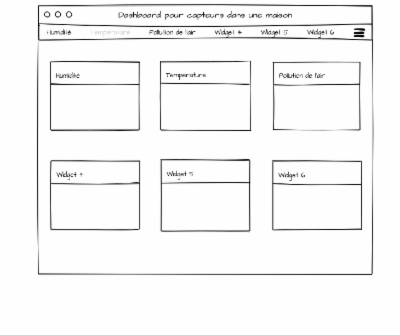 Dashboard pour capteurs dans une maison
Humidité Température Pollution de l'air Widget 4 Widget 5 Widget 6
Humidité Température Pollution de l'air
Widget 4 Widget 5 Widget 6